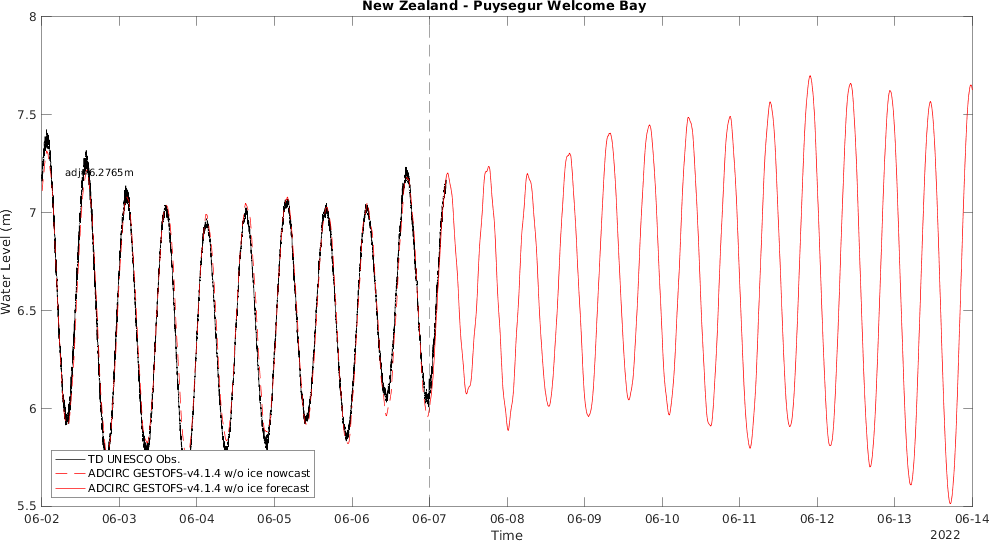 New Zealand - Puysegur Welcome Bay
8
7.5
7
6.5
6
5.5
Water Level (m)
adj: 6.2765m
TD UNESCO Obs.
ADCIRC GESTOFS-v4.1.4 w/o ice nowcast
ADCIRC GESTOFS-v4.1.4 w/o ice forecast
06-02 06-03 06-04 06-05 06-06 06-07 06-08 06-09 06-10 06-11 06-12 06-13 06-14
Time
2022